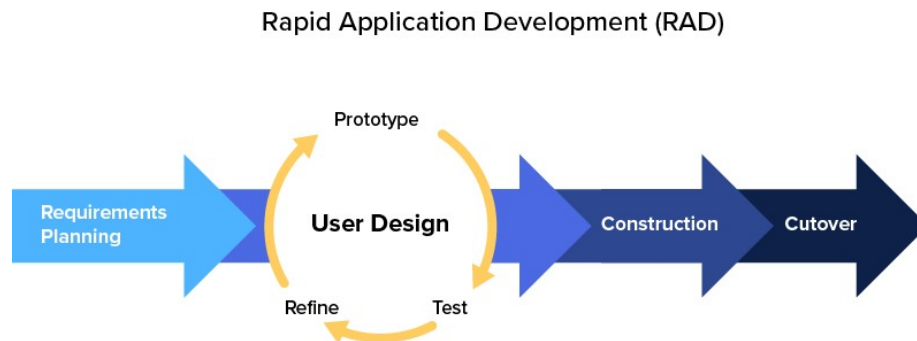 Rapid Application Development (RAD)
Prototype
Requirements
Planning
User Design
Construction
Cutover
Refine
Test